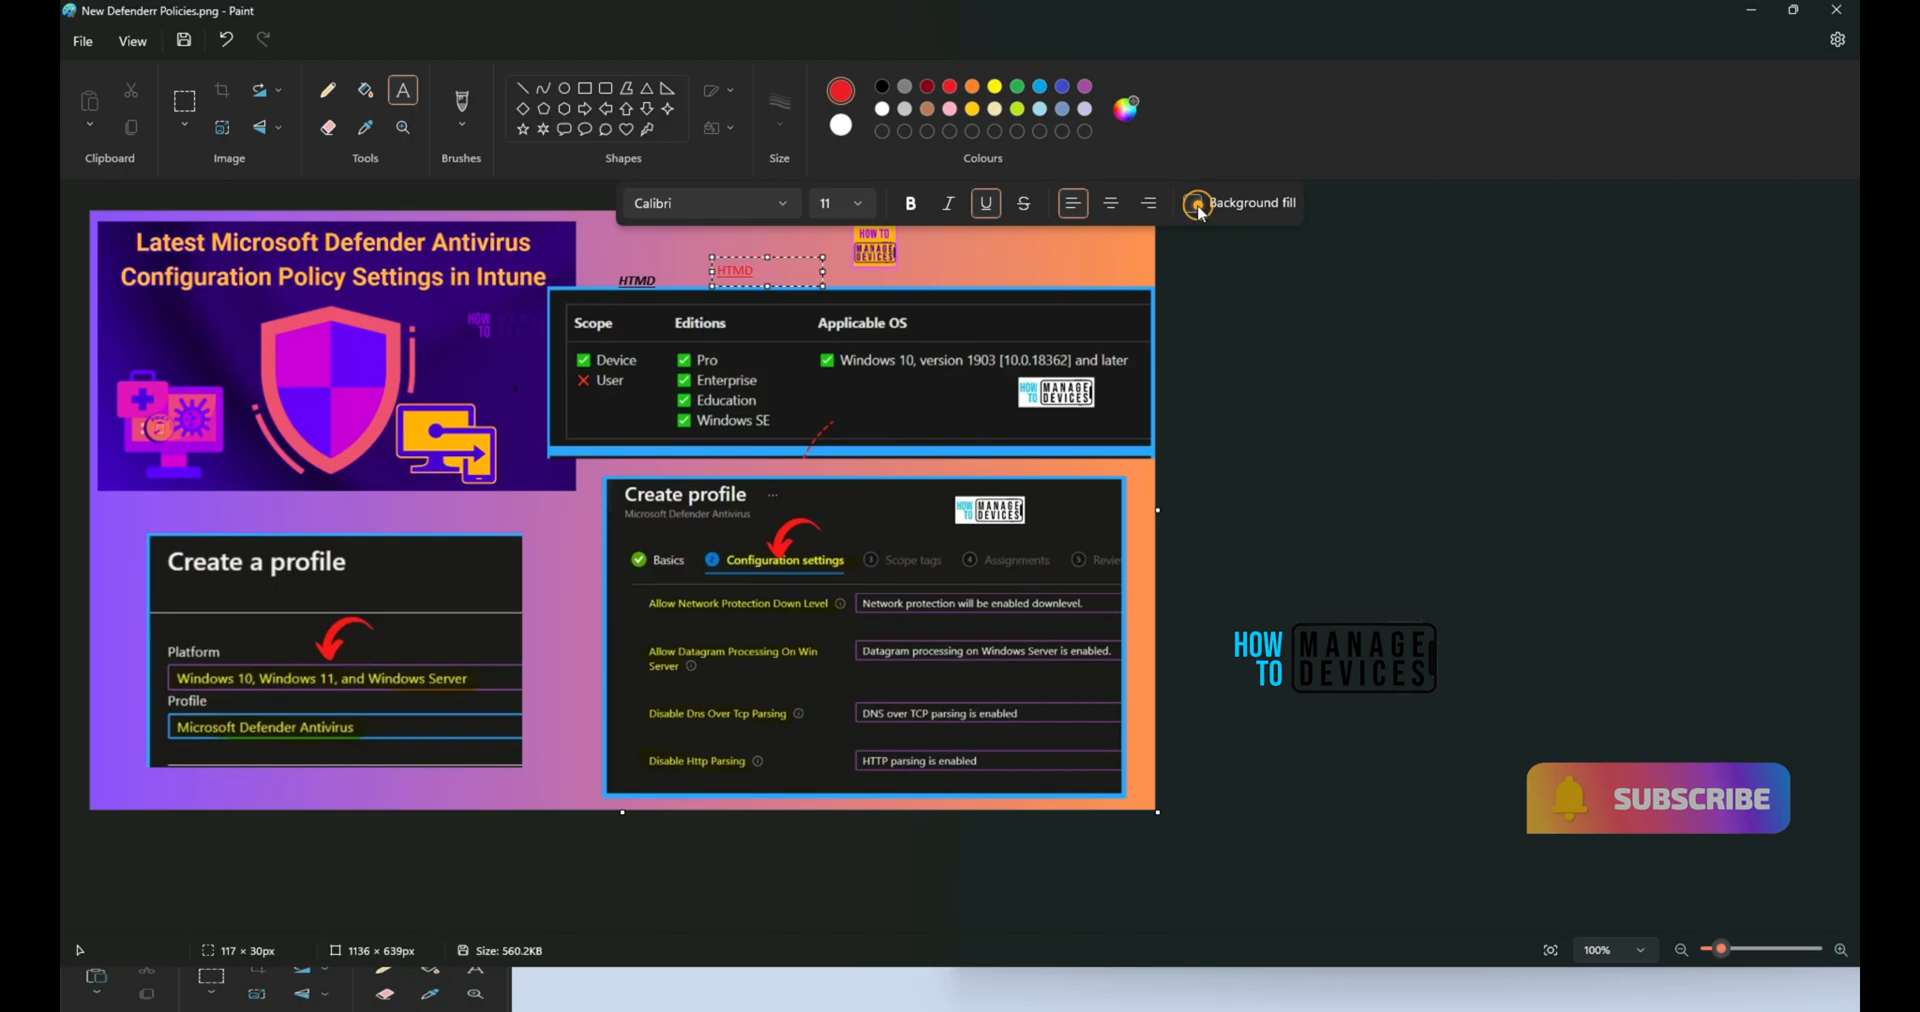 New Defenderr Policies.png - Paint
File View
Clipboard Image Tools Brushes Shapes Size Colours
Calibri 11 B I U S Background fill
Latest Microsoft Defender Antivirus
Configuration Policy Settings in Intune
HOW
TO
HTMD
HTMD
HOW TO
MANAGE
DEVICES
Scope Editions Applicable OS
Device Pro Windows 10, version 1903 [10.0.18362] and later
User Enterprise
Education
Windows SE
HOW TO MANAGE DEVICES
Create profile ...
Microsoft Defender Antivirus
HOW TO MANAGE DEVICES
Basics 2 Configuration settings 3 Scope tags 4 Assignments 5 Revie
Allow Network Protection Down Level Network protection will be enabled downlevel.
Allow Datagram Processing On Win Datagram processing on Windows Server is enabled.
Server
Disable Dns Over Tcp Parsing DNS over TCP parsing is enabled
Disable Http Parsing HTTP parsing is enabled
Create a profile
Platform
Windows 10, Windows 11, and Windows Server
Profile
Microsoft Defender Antivirus
HOW MANAGE
TO DEVICES
SUBSCRIBE
117 × 30px 1136 × 639px Size: 560.2KB 100%